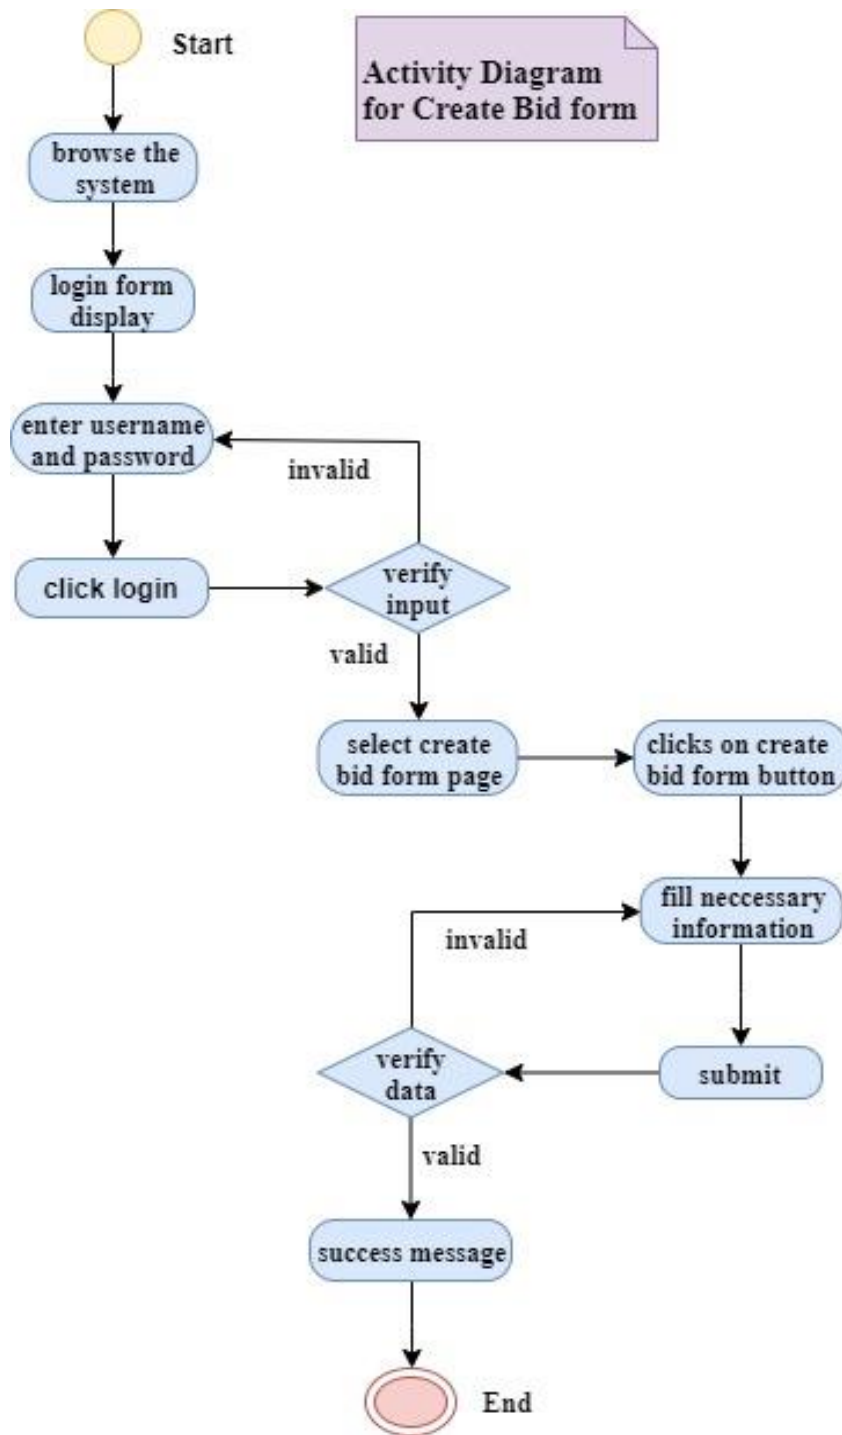 Start
Activity Diagram
for Create Bid form
browse the
system
login form
display
enter username
and password
invalid
click login
verify
input
valid
select create
bid form page
clicks on create
bid form button
fill neccessary
information
invalid
verify
data
submit
valid
success message
End